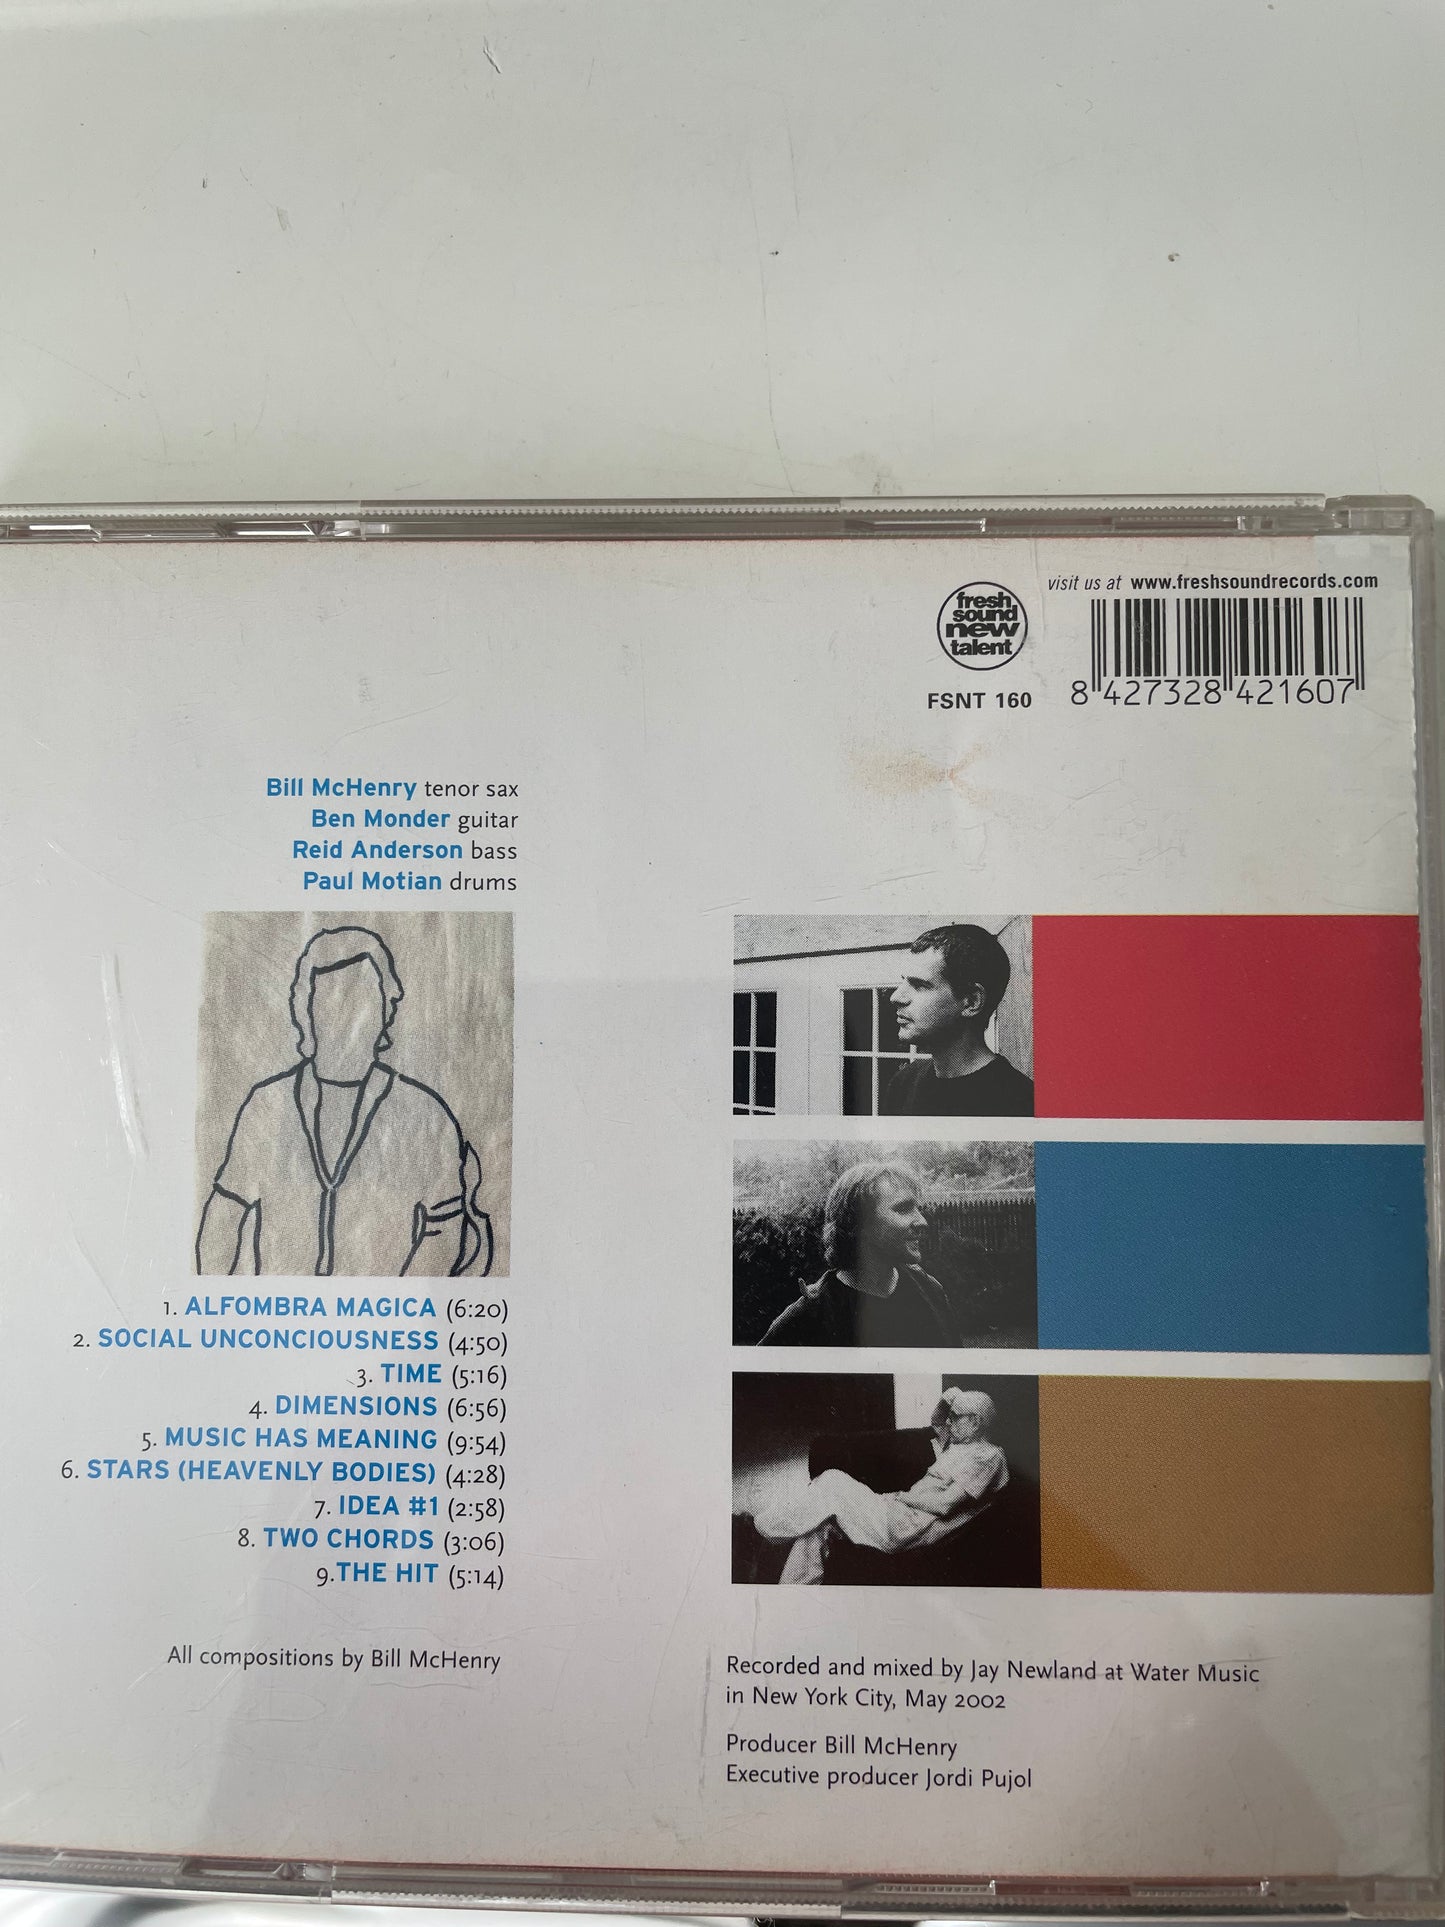 visit us at www.freshsoundrecords.com
fresh
sound
new
talent
FSNT 160
8 427328 421607
Bill McHenry tenor sax
Ben Monder guitar
Reid Anderson bass
Paul Motian drums
1. ALFOMBRA MAGICA (6:20)
2. SOCIAL UNCONCIOUSNESS (4:50)
3. TIME (5:16)
4. DIMENSIONS (6:56)
5. MUSIC HAS MEANING (9:54)
6. STARS (HEAVENLY BODIES) (4:28)
7. IDEA #1 (2:58)
8. TWO CHORDS (3:06)
9.THE HIT (5:14)
All compositions by Bill McHenry
Recorded and mixed by Jay Newland at Water Music
in New York City, May 2002
Producer Bill McHenry
Executive producer Jordi Pujol